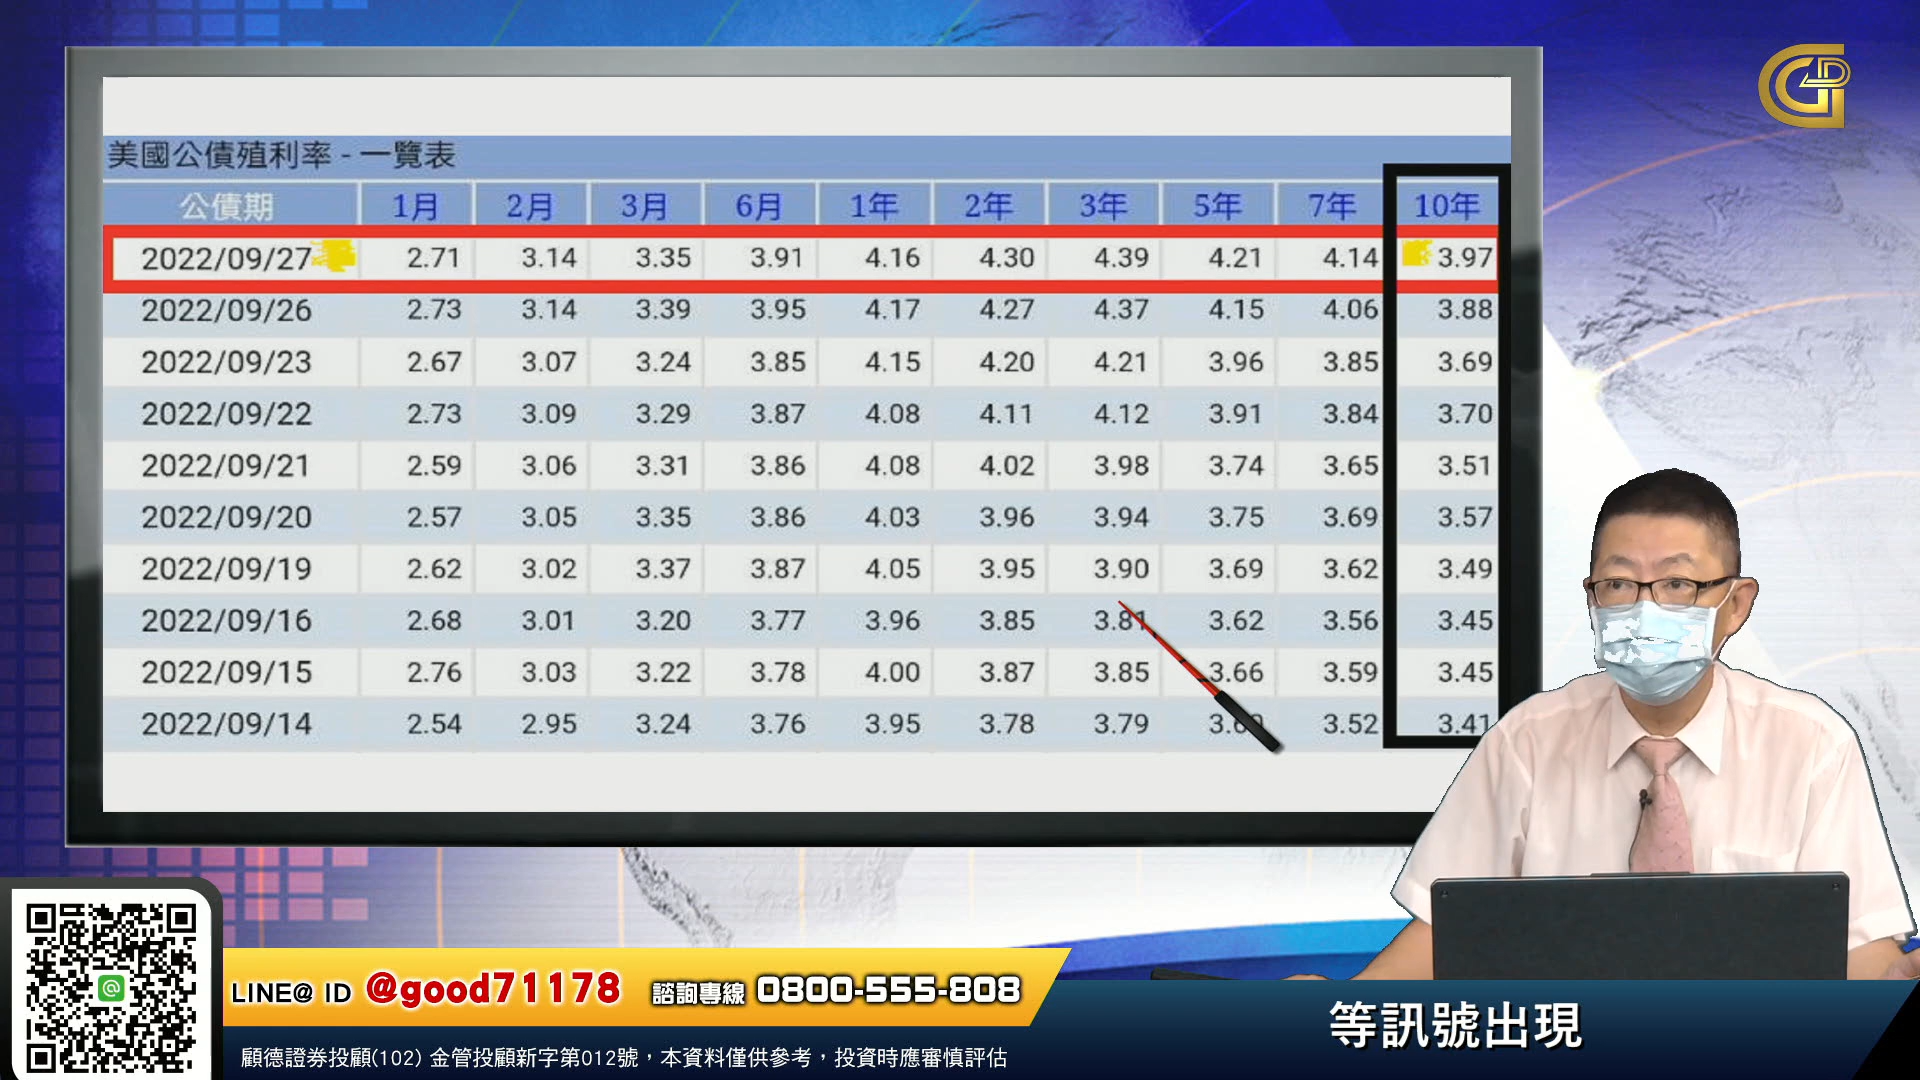 美國公債殖利率 - 一覽表
公債期 1月 2月 3月 6月 1年 2年 3年 5年 7年 10年
2022/09/27 2.71 3.14 3.35 3.91 4.16 4.30 4.39 4.21 4.14 3.97
2022/09/26 2.73 3.14 3.39 3.95 4.17 4.27 4.37 4.15 4.06 3.88
2022/09/23 2.67 3.07 3.24 3.85 4.15 4.20 4.21 3.96 3.85 3.69
2022/09/22 2.73 3.09 3.29 3.87 4.08 4.11 4.12 3.91 3.84 3.70
2022/09/21 2.59 3.06 3.31 3.86 4.08 4.02 3.98 3.74 3.65 3.51
2022/09/20 2.57 3.05 3.35 3.86 4.03 3.96 3.94 3.75 3.69 3.57
2022/09/19 2.62 3.02 3.37 3.87 4.05 3.95 3.90 3.69 3.62 3.49
2022/09/16 2.68 3.01 3.20 3.77 3.96 3.85 3.81 3.62 3.56 3.45
2022/09/15 2.76 3.03 3.22 3.78 4.00 3.87 3.85 3.66 3.59 3.45
2022/09/14 2.54 2.95 3.24 3.76 3.95 3.78 3.79 3.52 3.41
LINE@ ID @good71178 諮詢專線 0800-555-808
顧德證券投顧(102) 金管投顧新字第012號，本資料僅供參考，投資時應審慎評估
等訊號出現